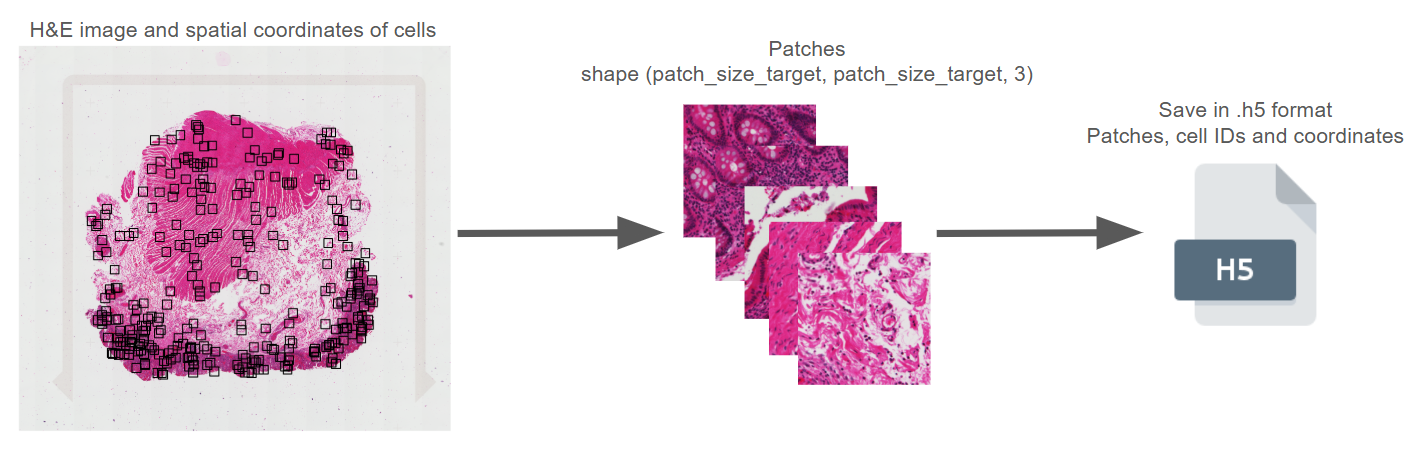 H&E image and spatial coordinates of cells
Patches
shape (patch_size_target, patch_size_target, 3)
Save in .h5 format
Patches, cell IDs and coordinates
H5